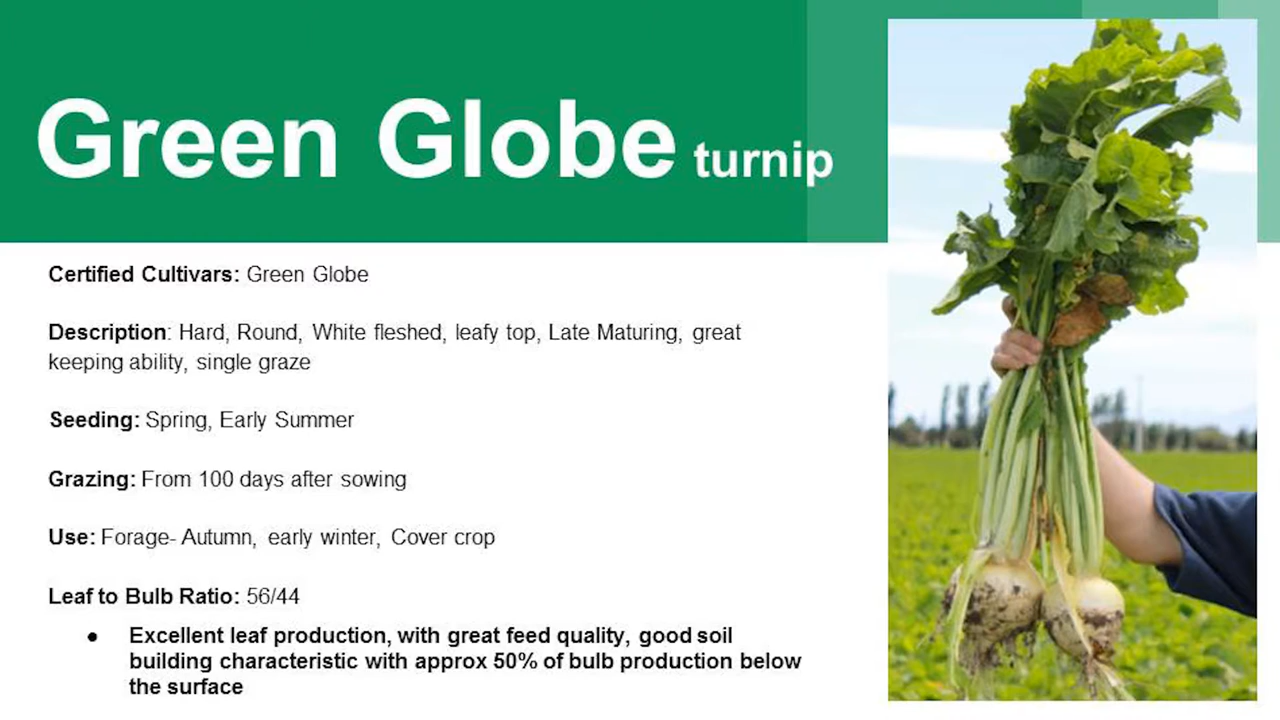 Green Globe turnip
Certified Cultivars: Green Globe
Description: Hard, Round, White fleshed, leafy top, Late Maturing, great
keeping ability, single graze
Seeding: Spring, Early Summer
Grazing: From 100 days after sowing
Use: Forage- Autumn, early winter, Cover crop
Leaf to Bulb Ratio: 56/44
● Excellent leaf production, with great feed quality, good soil
building characteristic with approx 50% of bulb production below
the surface